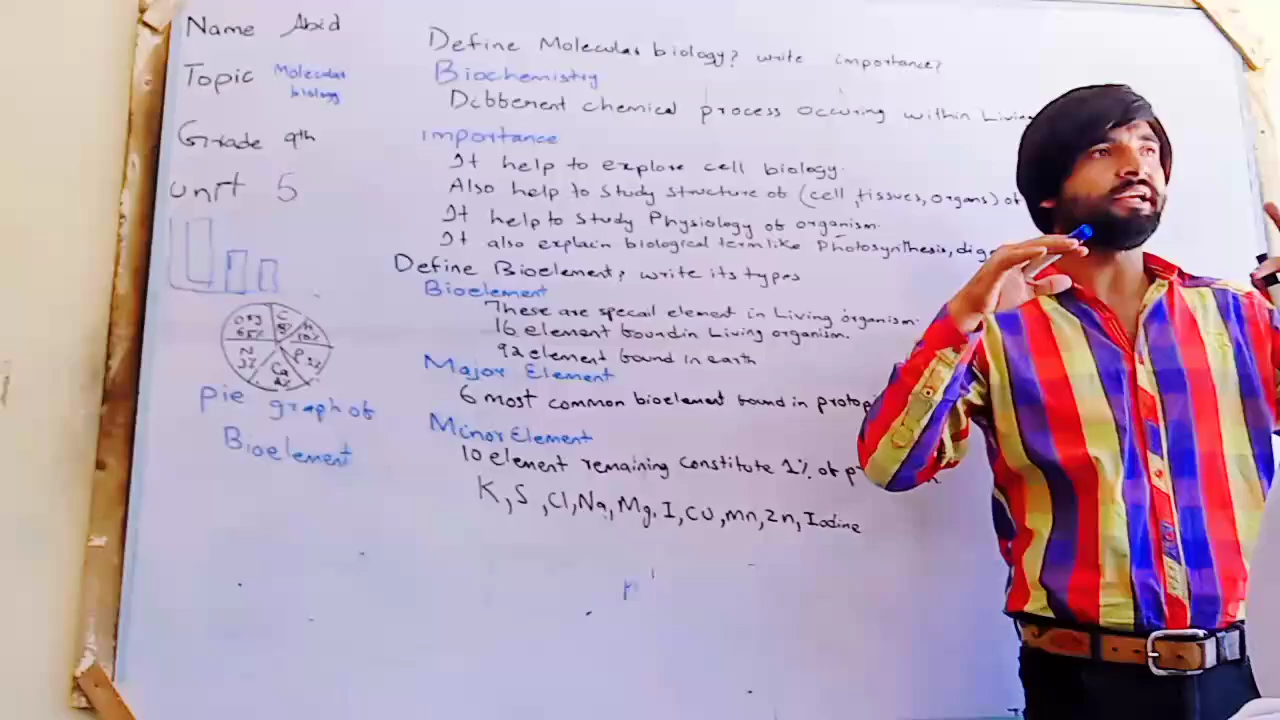 Name Abid
Topic Molecular biology
Grade 9th
Unit 5
C
H
P
Ca
N
pie graph of
Bioelement
Define Molecular biology? write importance?
Biochemistry
Different chemical process occuring within Living
importance
It help to explore cell biology.
Also help to study structure of (cell, tissues, organs) of
It help to study Physiology of organism.
It also explain biological term like Photosynthesis, dige
Define Bioelement? write its types
Bioelement
These are specail element in Living organism.
16 element found in Living organism.
92 element found in earth
Major Element
6 most common bioelement found in protop
Minor Element
10 element remaining constitute 1% of p
K, S, Cl, Na, Mg, I, CU, mn, Zn, Iodine